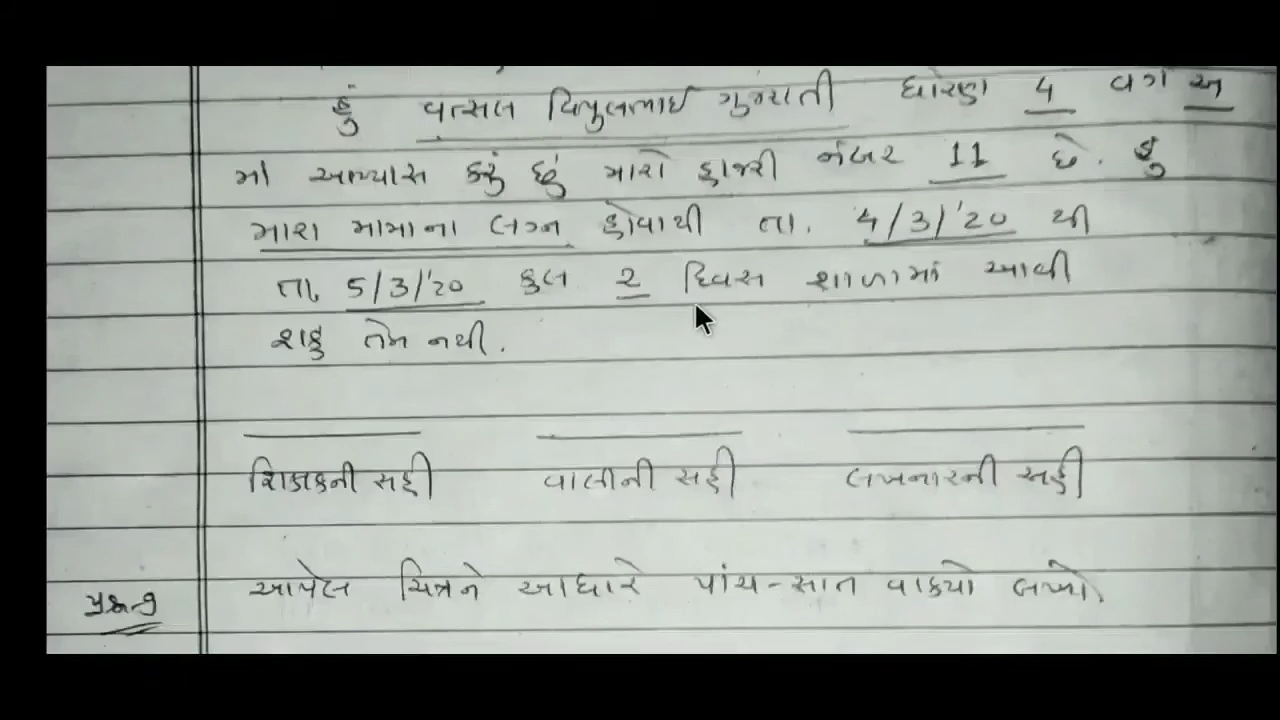 હું વત્સલ વિપુલભાઈ ગુજરાતી ધોરણ 4 વર્ગ અ
માં અભ્યાસ કરું છું મારો હાજરી નંબર 11 છે. હું
મારા મામાના લગ્ન હોવાથી તા. 4/3/'20 થી
તા. 5/3/'20 કુલ ૨ દિવસ શાળામાં આવી
શકું તેમ નથી.
શિક્ષકની સહી વાલીની સહી લખનારની સહી
પ્રશ્ન-૭ આપેલ ચિત્રને આધારે પાંચ-સાત વાક્યો લખો.